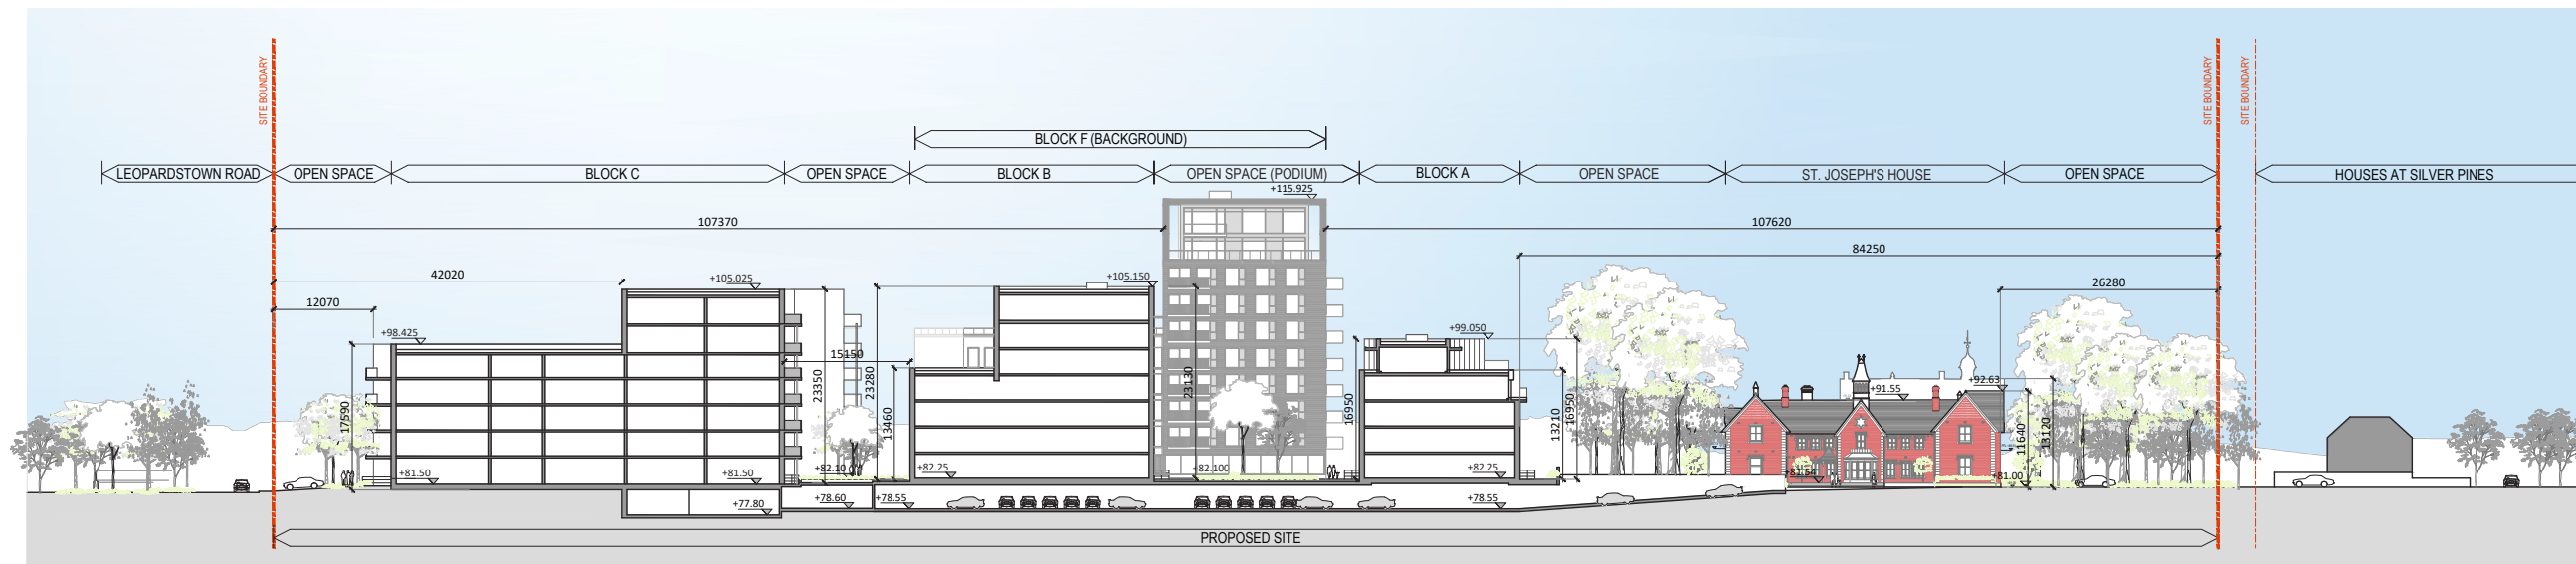 SITE BOUNDARY
SITE BOUNDARY
SITE BOUNDARY
BLOCK F (BACKGROUND)
LEOPARDSTOWN ROAD
OPEN SPACE
BLOCK C
OPEN SPACE
BLOCK B
OPEN SPACE (PODIUM)
BLOCK A
OPEN SPACE
ST. JOSEPH'S HOUSE
OPEN SPACE
HOUSES AT SILVER PINES
+115.925
107370
107620
84250
42020
+105.025
+105.150
26280
12070
+98.425
+99.050
15150
17590
23350
23280
13460
23130
16950
13210
16950
+91.55
+92.63
11640
13120
+81.50
+81.50
+82.10
+82.25
+82.100
+82.25
+81.00
+77.80
+78.60
+78.55
+78.55
PROPOSED SITE